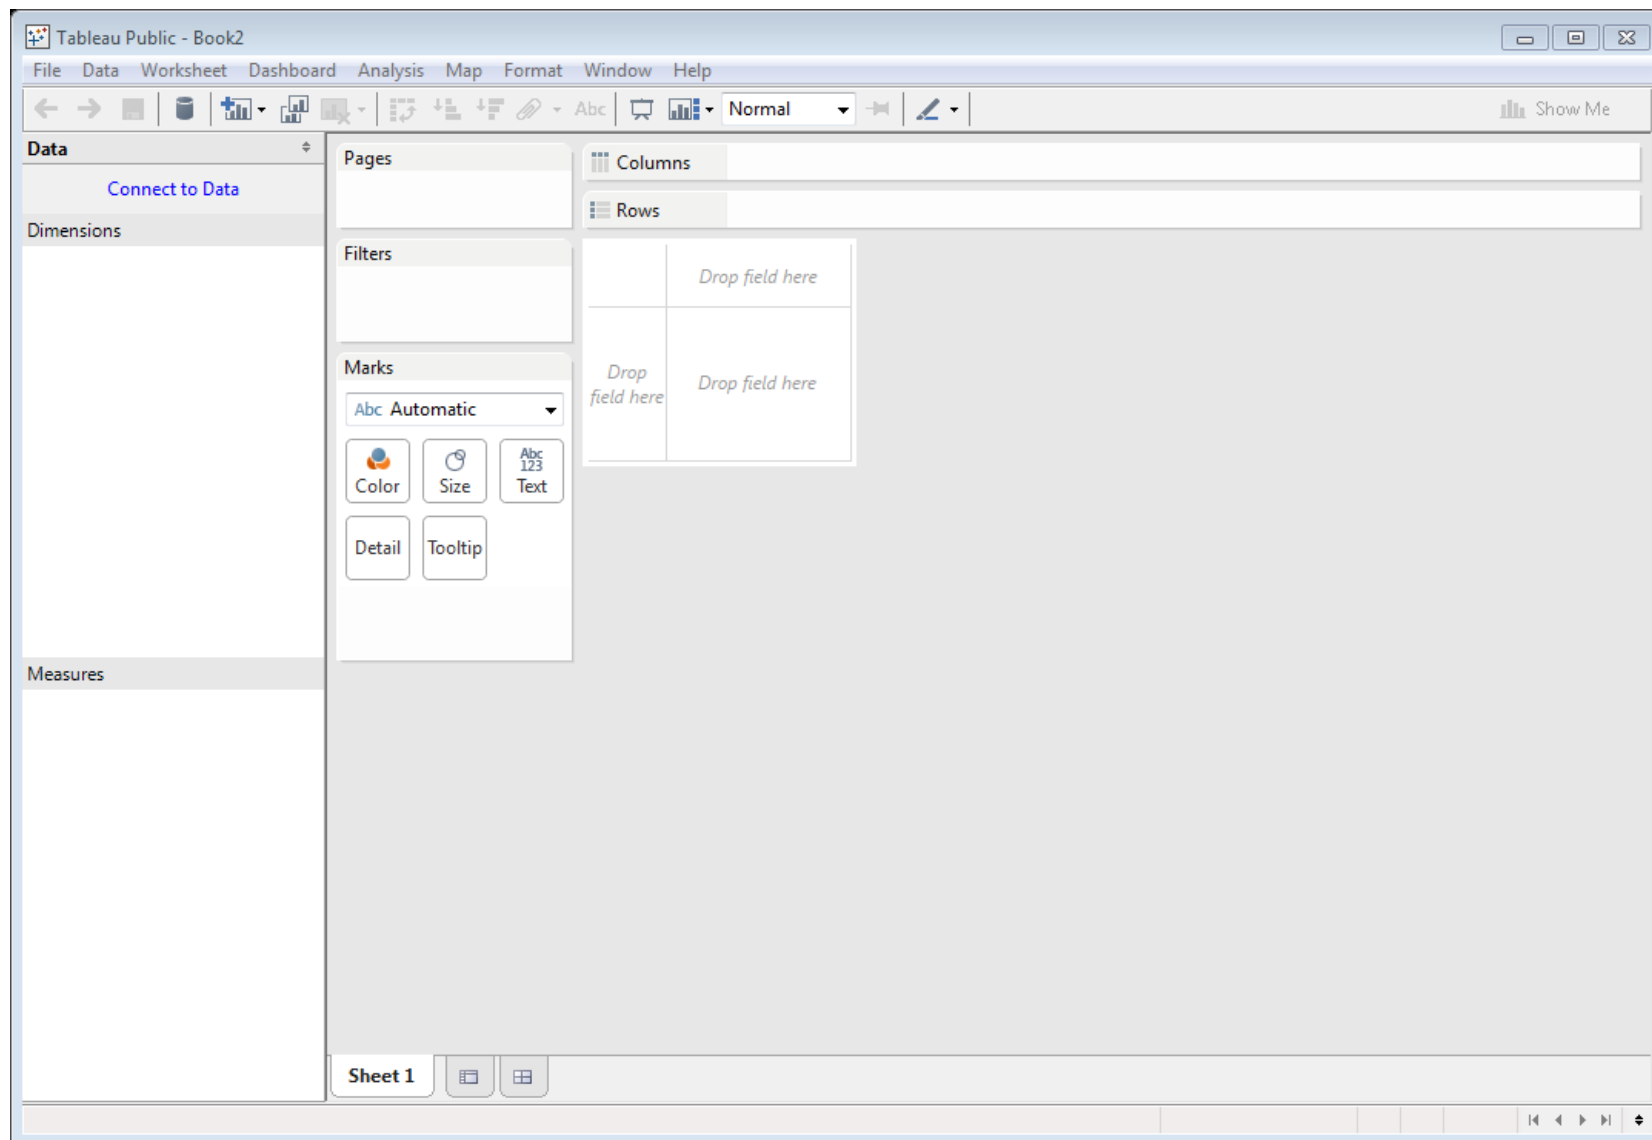 Tableau Public - Book2
File Data Worksheet Dashboard Analysis Map Format Window Help
Abc Normal Show Me
Data
Connect to Data
Dimensions
Measures
Pages
Filters
Marks
Abc Automatic
Color Size Abc 123 Text
Detail Tooltip
Columns
Rows
Drop field here
Drop
field here
Drop field here
Sheet 1